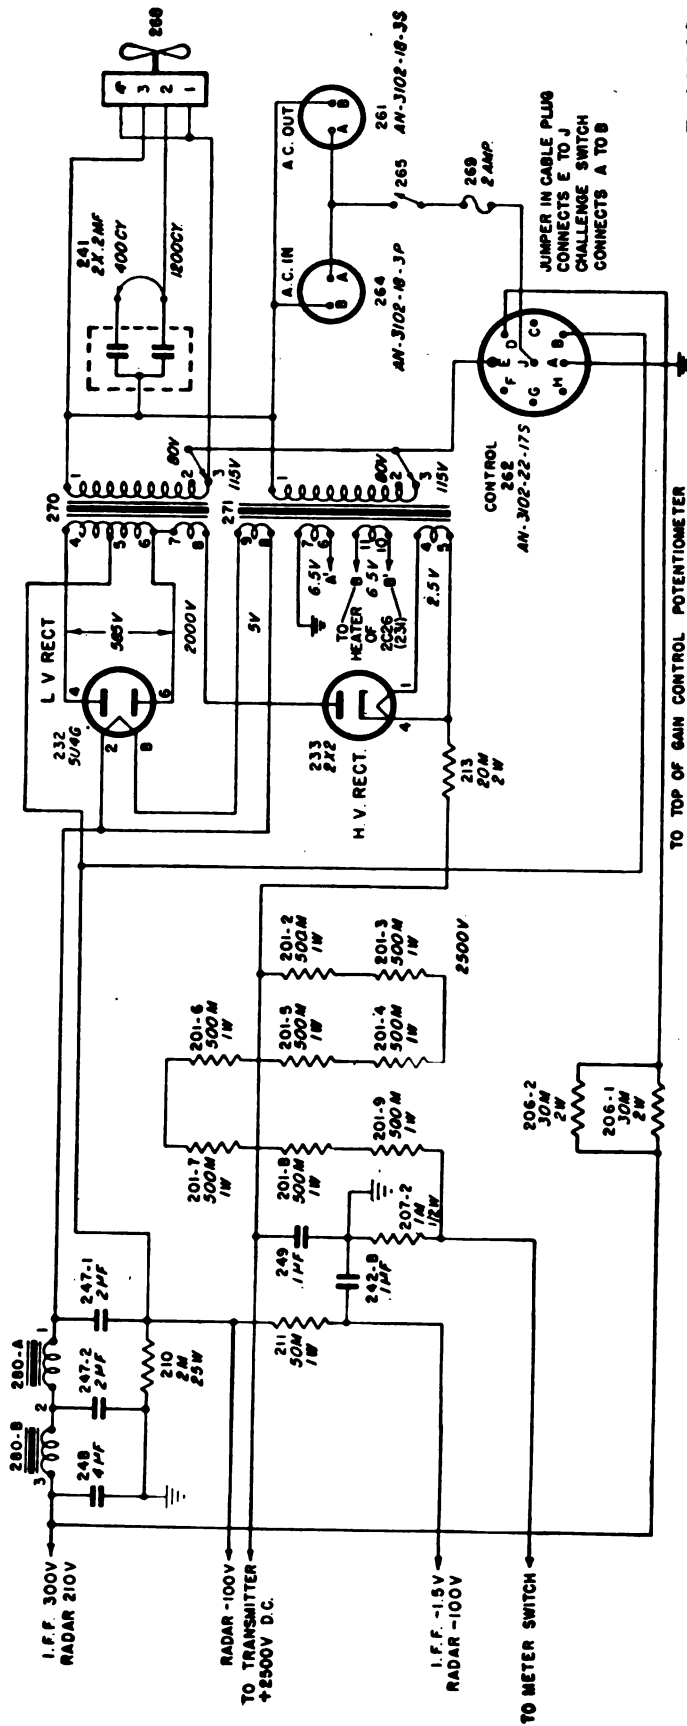 I.F.F. 300V
RADAR 210V
RADAR -100V
TO TRANSMITTER
+2500V D.C.
I.F.F. -1.5V
RADAR -100V
TO METER SWITCH
280-B
280-A
3
2
1
248
4MF
247-2
2MF
247-1
2MF
210
2M
25W
211
50M
1W
249
.1MF
242-B
.1MF
207-2
1M
1/2W
201-7
500M
1W
201-8
500M
1W
201-9
500M
1W
201-6
500M
1W
201-5
500M
1W
201-4
500M
1W
201-2
500M
1W
201-3
500M
1W
2500V
206-2
30M
2W
206-1
30M
2W
TO TOP OF GAIN CONTROL POTENTIOMETER
L V RECT
232
5U4G
2
8
4
6
585V
2000V
5V
233
2X2
H.V. RECT.
4
1
213
20M
2W
270
4
5
6
7
8
1
2
3
80V
115V
271
9
8
7
6
11
10
4
5
1
2
3
80V
115V
6.5V
A'
TO
HEATER
OF
2C26
(231)
B
6.5V
B'
2.5V
241
2X.2MF
400CY
1200CY.
4
3
2
1
268
A.C. IN
B
A
264
AN-3102-18-3P
A.C. OUT
B
A
261
AN-3102-18-3S
265
269
2 AMP.
CONTROL
262
AN-3102-22-17S
D
E
C
F
J
B
G
A
H
JUMPER IN CABLE PLUG
CONNECTS E TO J
CHALLENGE SWITCH
CONNECTS A TO B